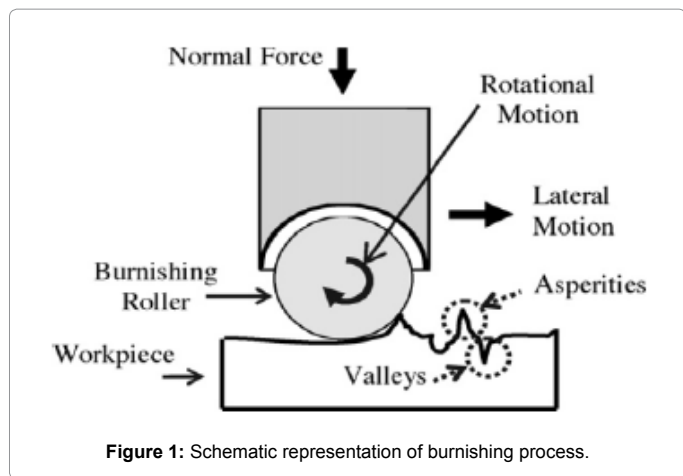 Normal Force
Rotational
Motion
Lateral
Motion
Burnishing
Roller
Asperities
Workpiece
Valleys
Figure 1: Schematic representation of burnishing process.